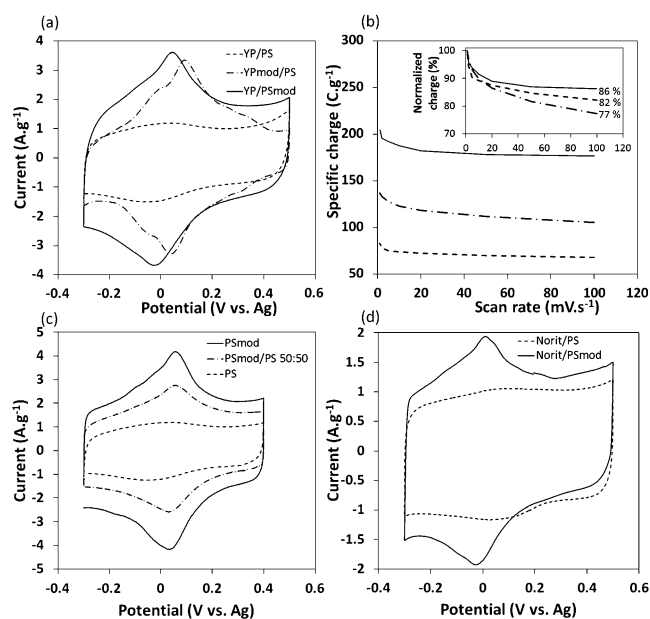 (a)
4
3
2
1
0
-1
-2
-3
-4
Current (A.g⁻¹)
YP/PS
YPmod/PS
YP/PSmod
-0.4 -0.2 0 0.2 0.4 0.6
Potential (V vs. Ag)
(b)
300
250
200
150
100
50
Specific charge (C.g⁻¹)
Normalized charge (%)
100
90
80
70
0 20 40 60 80 100 120
86 %
82 %
77 %
0 20 40 60 80 100 120
Scan rate (mV.s⁻¹)
(c)
5
4
3
2
1
0
-1
-2
-3
-4
-5
Current (A.g⁻¹)
PSmod
PSmod/PS 50:50
PS
-0.4 -0.2 0 0.2 0.4 0.6
Potential (V vs. Ag)
(d)
2
1.5
1
0.5
0
-0.5
-1
-1.5
-2
Current (A.g⁻¹)
Norit/PS
Norit/PSmod
-0.4 -0.2 0 0.2 0.4 0.6
Potential (V vs. Ag)